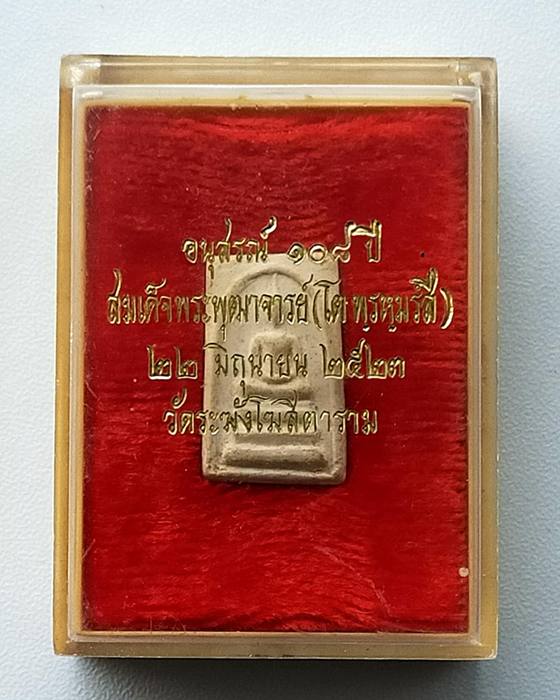 อนุสรณ์ ๑๐๘ ปี
สมเด็จพระพุฒาจารย์ (โต พฺรหฺมรํสี)
๒๒ มิถุนายน ๒๕๒๓
วัดระฆังโฆสิตาราม